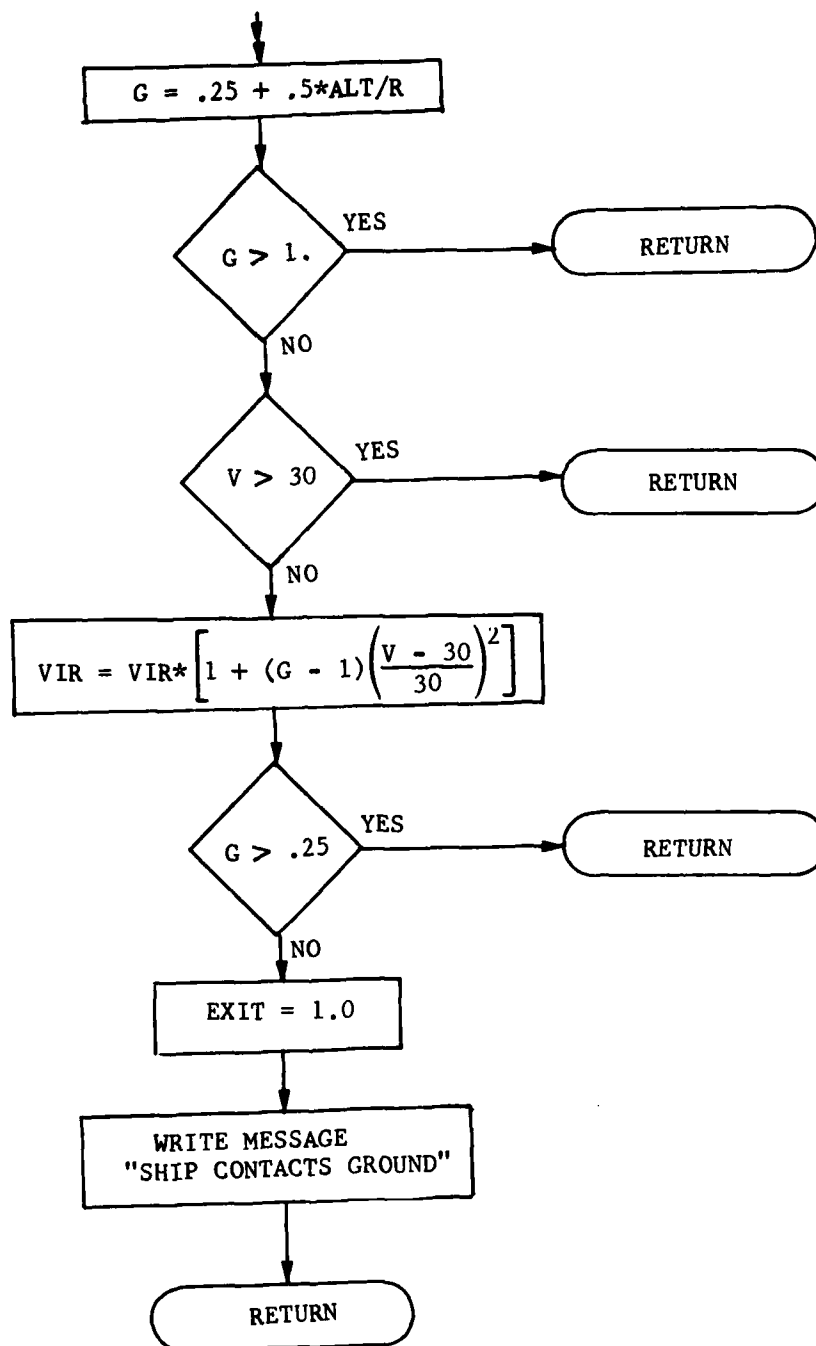 G = .25 + .5*ALT/R
YES
G > 1.
RETURN
NO
YES
V > 30
RETURN
NO
VIR = VIR*[1 + (G - 1)((V - 30)/30)^2]
YES
G > .25
RETURN
NO
EXIT = 1.0
WRITE MESSAGE
"SHIP CONTACTS GROUND"
RETURN